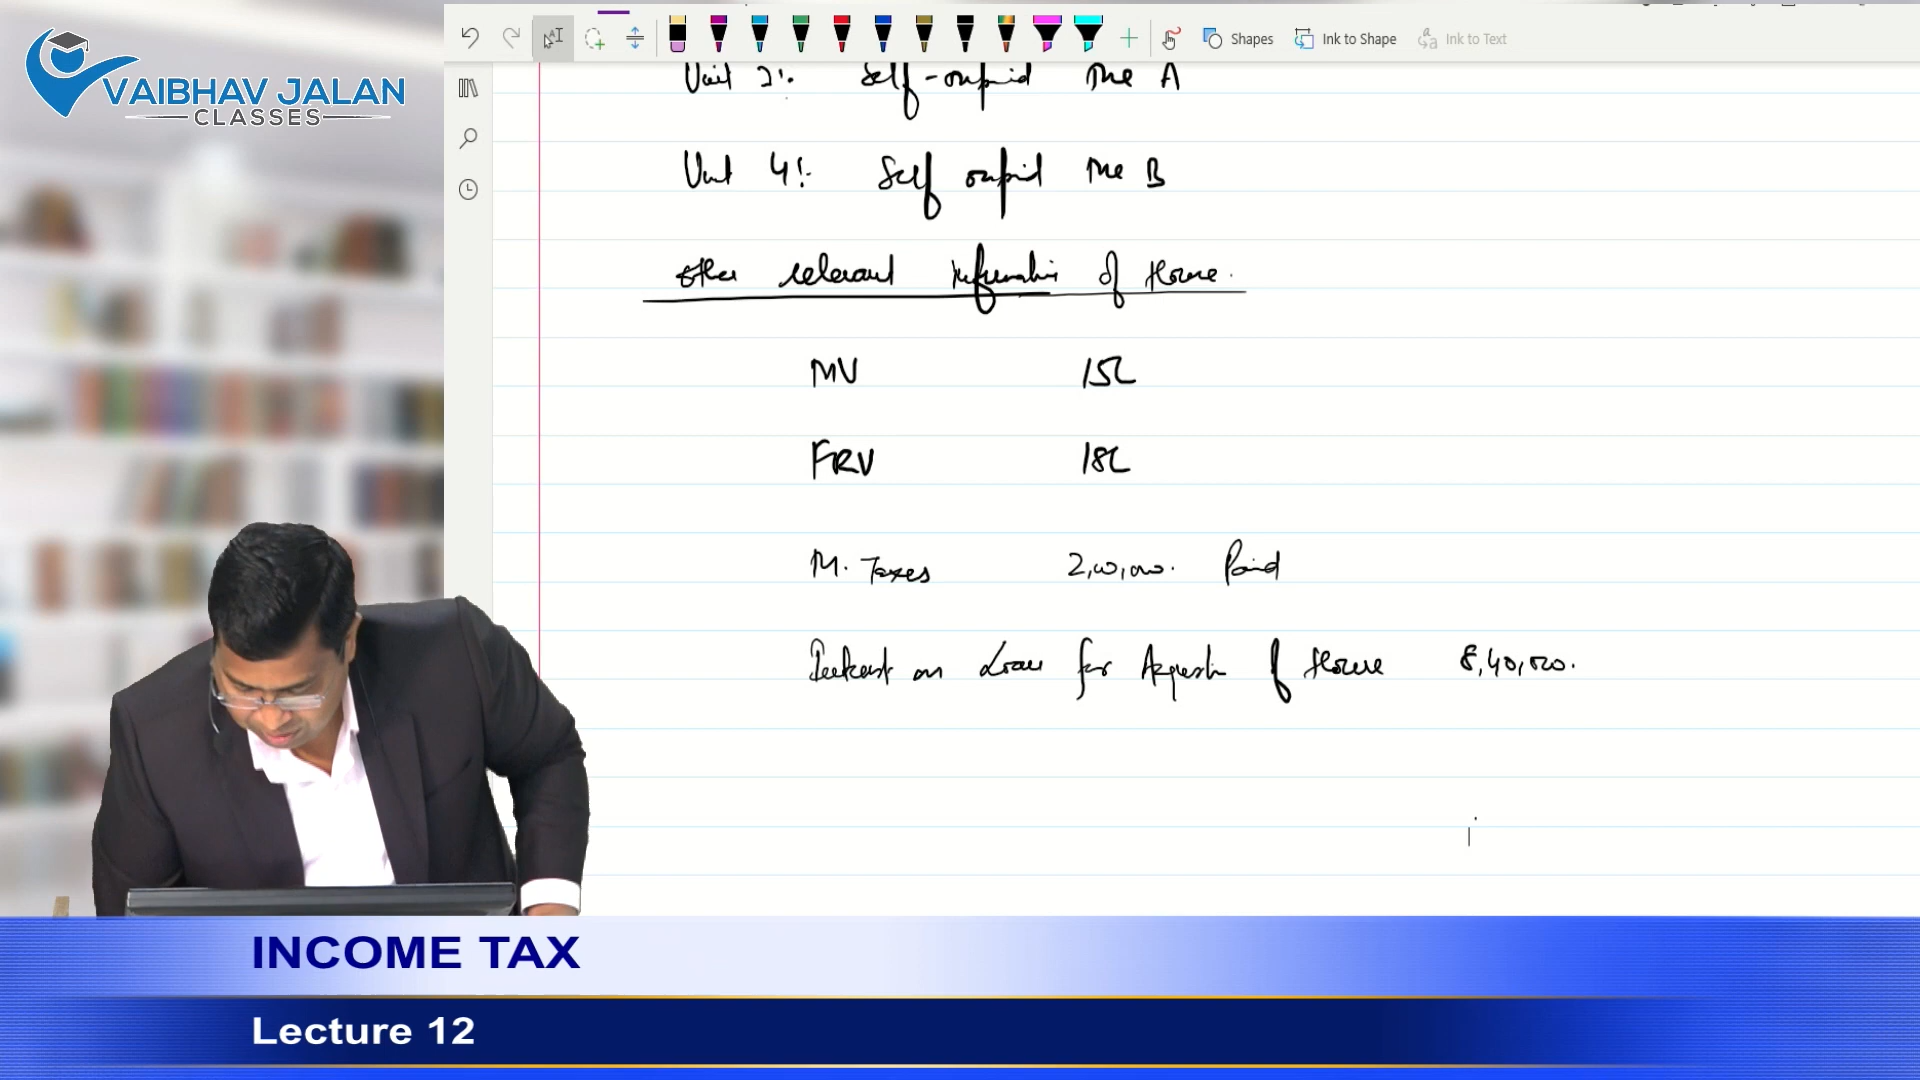 VAIBHAV JALAN
CLASSES
Shapes
Ink to Shape
Ink to Text
Unit 2:. Self-occupied The A
Unit 4:. Self occupied The B
other relevant information of House.
MV 15L
FRV 18L
M. Taxes 2,00,000. Paid
Interest on Loan for Acquisition of House 8,40,000.
INCOME TAX
Lecture 12